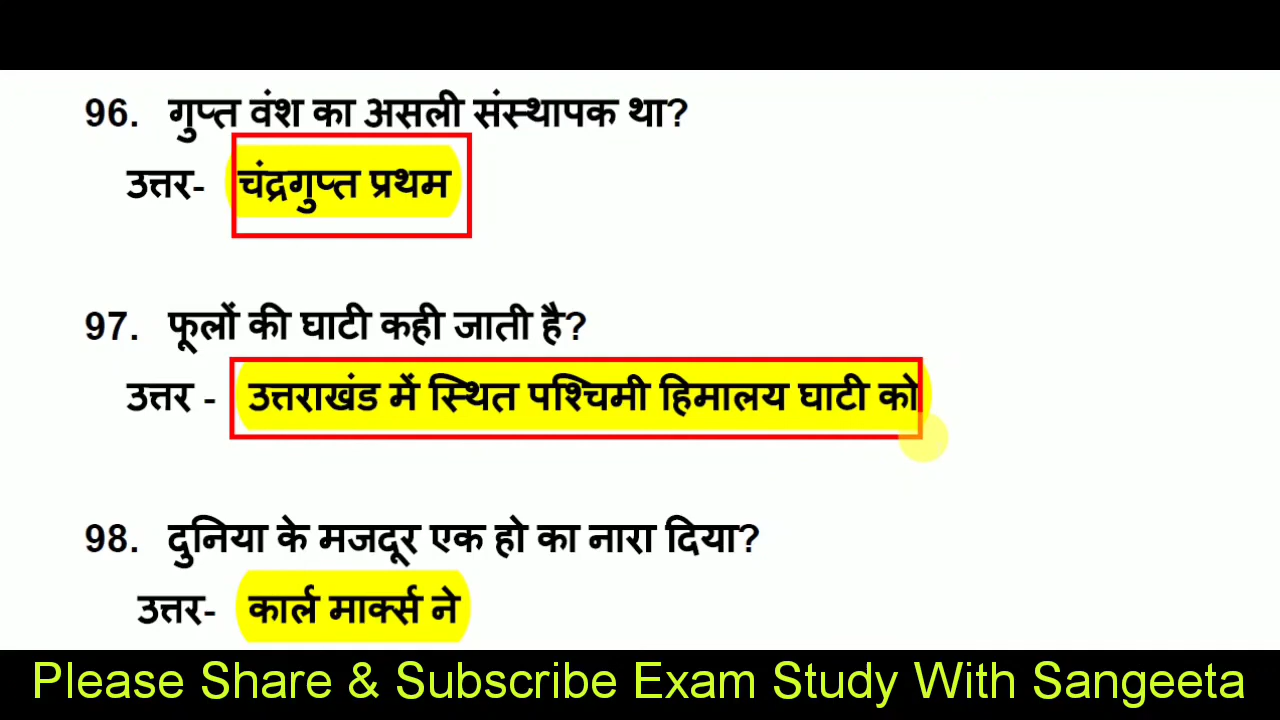 96. गुप्त वंश का असली संस्थापक था?
उत्तर- चंद्रगुप्त प्रथम
97. फूलों की घाटी कही जाती है?
उत्तर - उत्तराखंड में स्थित पश्चिमी हिमालय घाटी को
98. दुनिया के मजदूर एक हो का नारा दिया?
उत्तर- कार्ल मार्क्स ने
Please Share & Subscribe Exam Study With Sangeeta